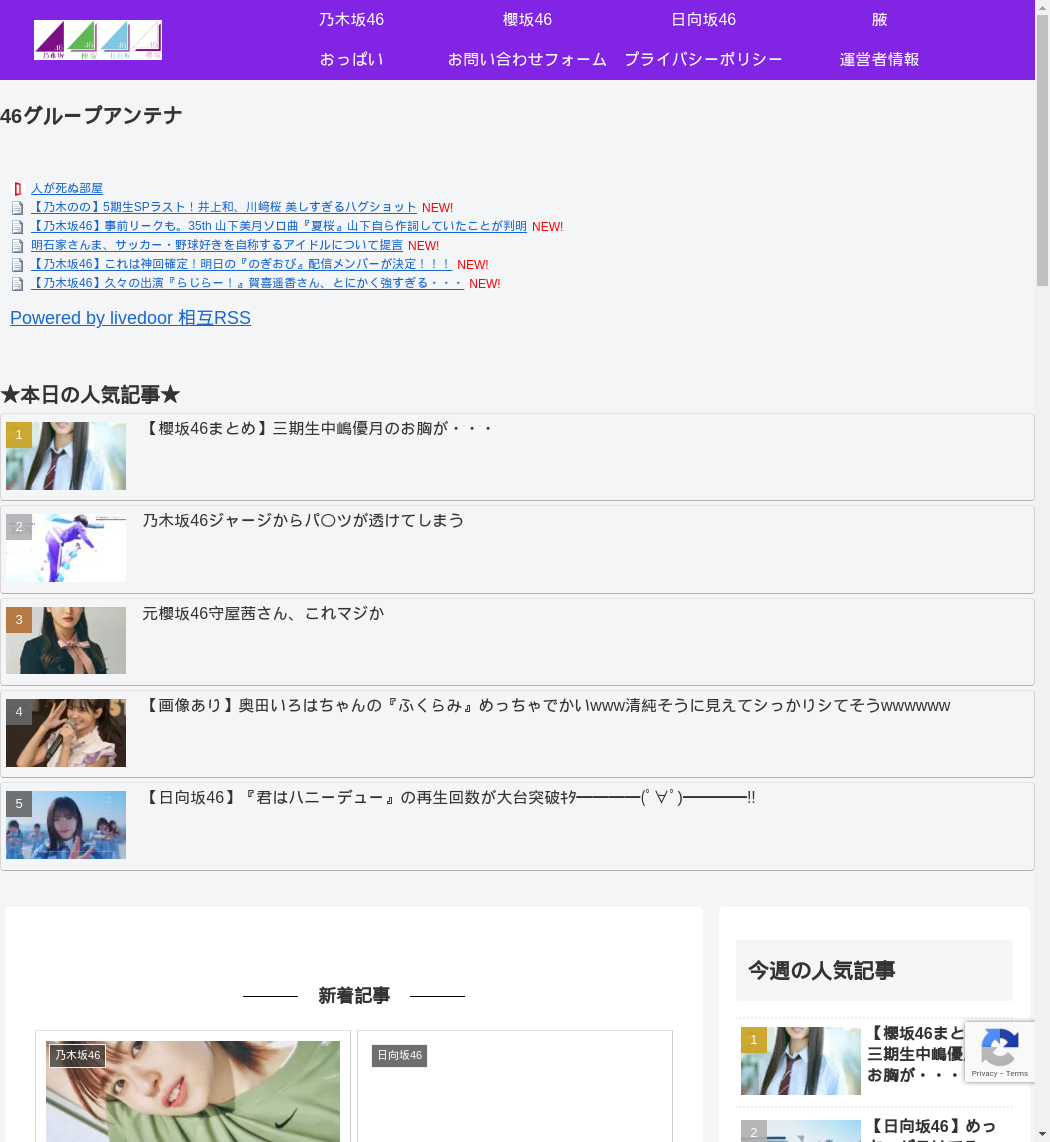 乃木坂46
櫻坂46
日向坂46
腋
おっぱい
お問い合わせフォーム
プライバシーポリシー
運営者情報
46グループアンテナ
人が死ぬ部屋
【乃木のの】5期生SPラスト！井上和、川﨑桜 美しすぎるハグショット NEW!
【乃木坂46】事前リークも。35th 山下美月ソロ曲『夏桜』山下自ら作詞していたことが判明 NEW!
明石家さんま、サッカー・野球好きを自称するアイドルについて提言 NEW!
【乃木坂46】これは神回確定！明日の『のぎおび』配信メンバーが決定！！！ NEW!
【乃木坂46】久々の出演『らじらー！』賀喜遥香さん、とにかく強すぎる・・・ NEW!
Powered by livedoor 相互RSS
★本日の人気記事★
1
【櫻坂46まとめ】三期生中嶋優月のお胸が・・・
2
乃木坂46ジャージからパ〇ツが透けてしまう
3
元櫻坂46守屋茜さん、これマジか
4
【画像あり】奥田いろはちゃんの『ふくらみ』めっちゃでかいwww清純そうに見えてシっかりシてそうwwwwww
5
【日向坂46】『君はハニーデュー』の再生回数が大台突破ｷﾀ━━━━(ﾟ∀ﾟ)━━━━!!
新着記事
乃木坂46
日向坂46
今週の人気記事
1
【櫻坂46まと
三期生中嶋優
お胸が・・・
2
【日向坂46】めっ
Privacy - Terms